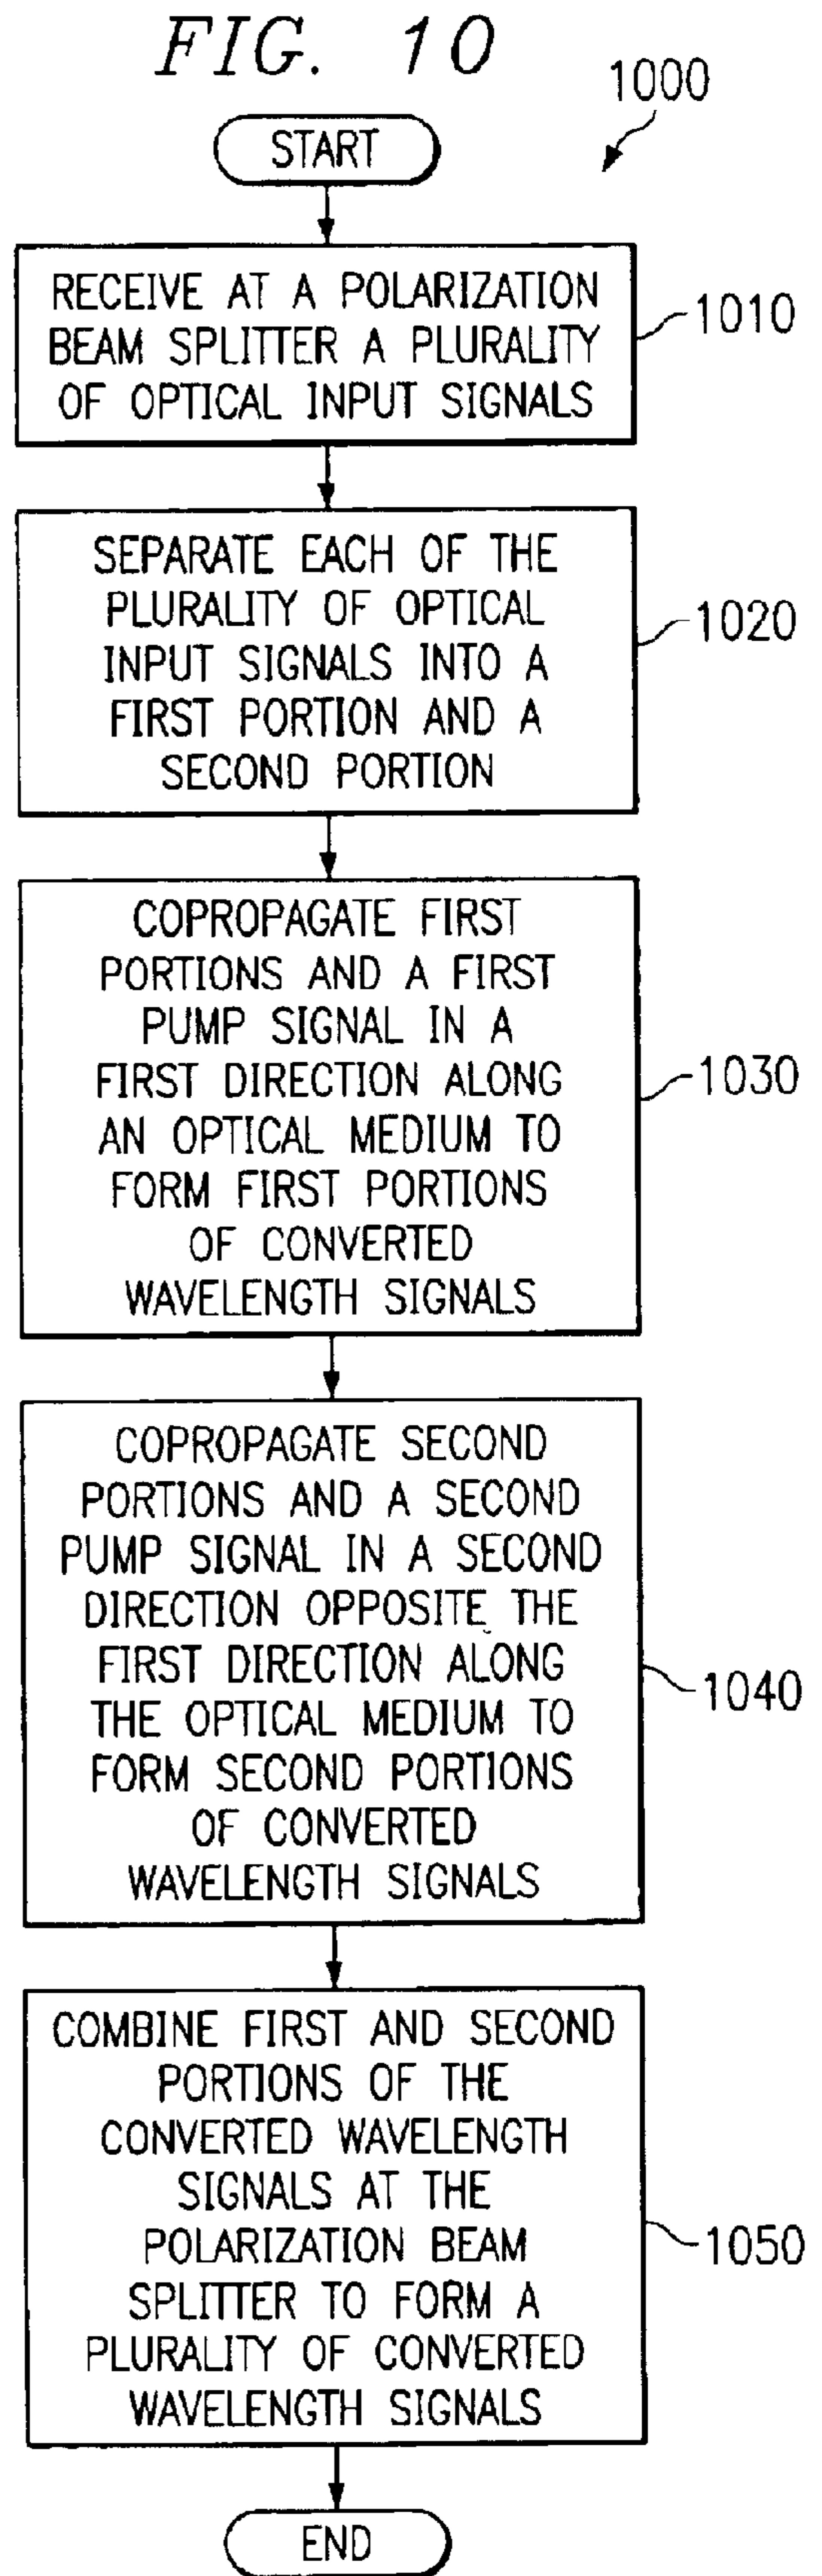 FIG. 10
1000
START
RECEIVE AT A POLARIZATION
BEAM SPLITTER A PLURALITY
OF OPTICAL INPUT SIGNALS
1010
SEPARATE EACH OF THE
PLURALITY OF OPTICAL
INPUT SIGNALS INTO A
FIRST PORTION AND A
SECOND PORTION
1020
COPROPAGATE FIRST
PORTIONS AND A FIRST
PUMP SIGNAL IN A
FIRST DIRECTION ALONG
AN OPTICAL MEDIUM TO
FORM FIRST PORTIONS
OF CONVERTED
WAVELENGTH SIGNALS
1030
COPROPAGATE SECOND
PORTIONS AND A SECOND
PUMP SIGNAL IN A SECOND
DIRECTION OPPOSITE THE
FIRST DIRECTION ALONG
THE OPTICAL MEDIUM TO
FORM SECOND PORTIONS
OF CONVERTED
WAVELENGTH SIGNALS
1040
COMBINE FIRST AND SECOND
PORTIONS OF THE
CONVERTED WAVELENGTH
SIGNALS AT THE
POLARIZATION BEAM
SPLITTER TO FORM A
PLURALITY OF CONVERTED
WAVELENGTH SIGNALS
1050
END